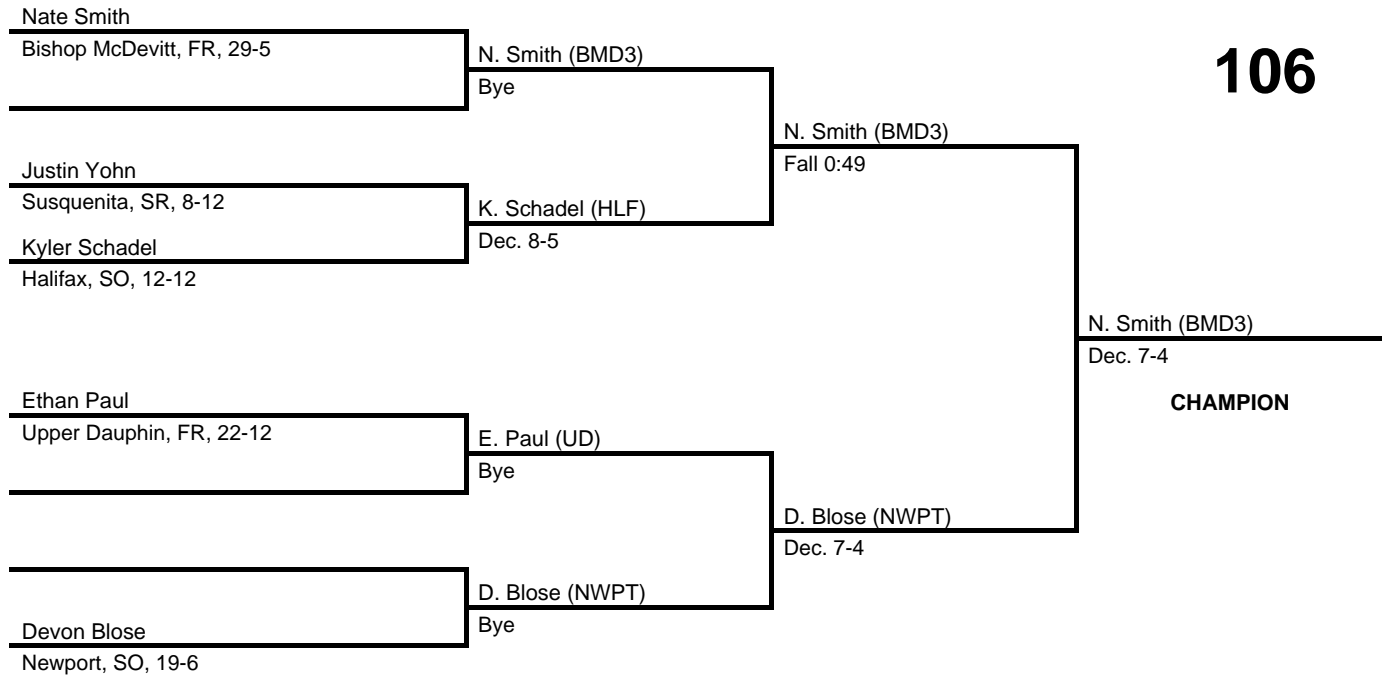 Nate Smith
Bishop McDevitt, FR, 29-5
N. Smith (BMD3)
Bye
106
N. Smith (BMD3)
Fall 0:49
Justin Yohn
Susquenita, SR, 8-12
K. Schadel (HLF)
Dec. 8-5
Kyler Schadel
Halifax, SO, 12-12
N. Smith (BMD3)
Dec. 7-4
CHAMPION
Ethan Paul
Upper Dauphin, FR, 22-12
E. Paul (UD)
Bye
D. Blose (NWPT)
Dec. 7-4
D. Blose (NWPT)
Bye
Devon Blose
Newport, SO, 19-6